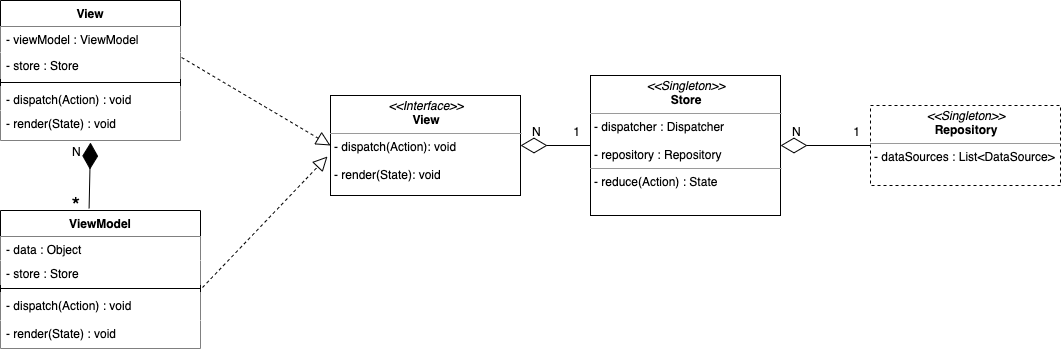 View
- viewModel : ViewModel
- store : Store
- dispatch(Action) : void
- render(State) : void
N
*
ViewModel
- data : Object
- store : Store
- dispatch(Action) : void
- render(State) : void
<<Interface>>
View
- dispatch(Action): void
- render(State): void
N
1
<<Singleton>>
Store
- dispatcher : Dispatcher
- repository : Repository
- reduce(Action) : State
N
1
<<Singleton>>
Repository
- dataSources : List<DataSource>